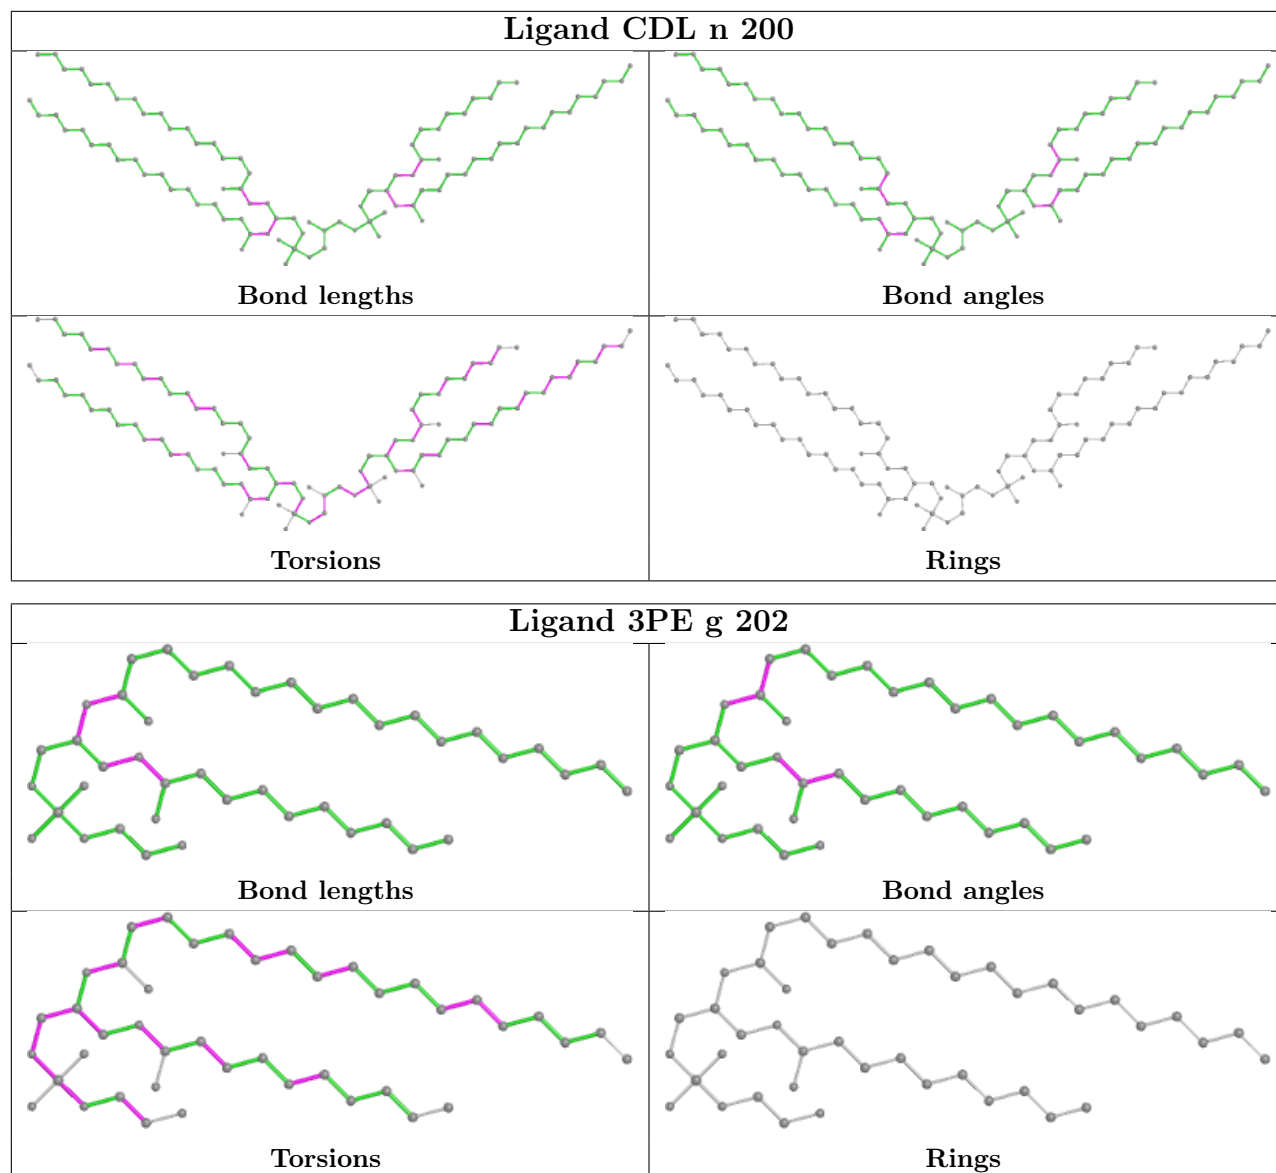 Ligand CDL n 200
Bond lengths
Bond angles
Torsions
Rings
Ligand 3PE g 202
Bond lengths
Bond angles
Torsions
Rings